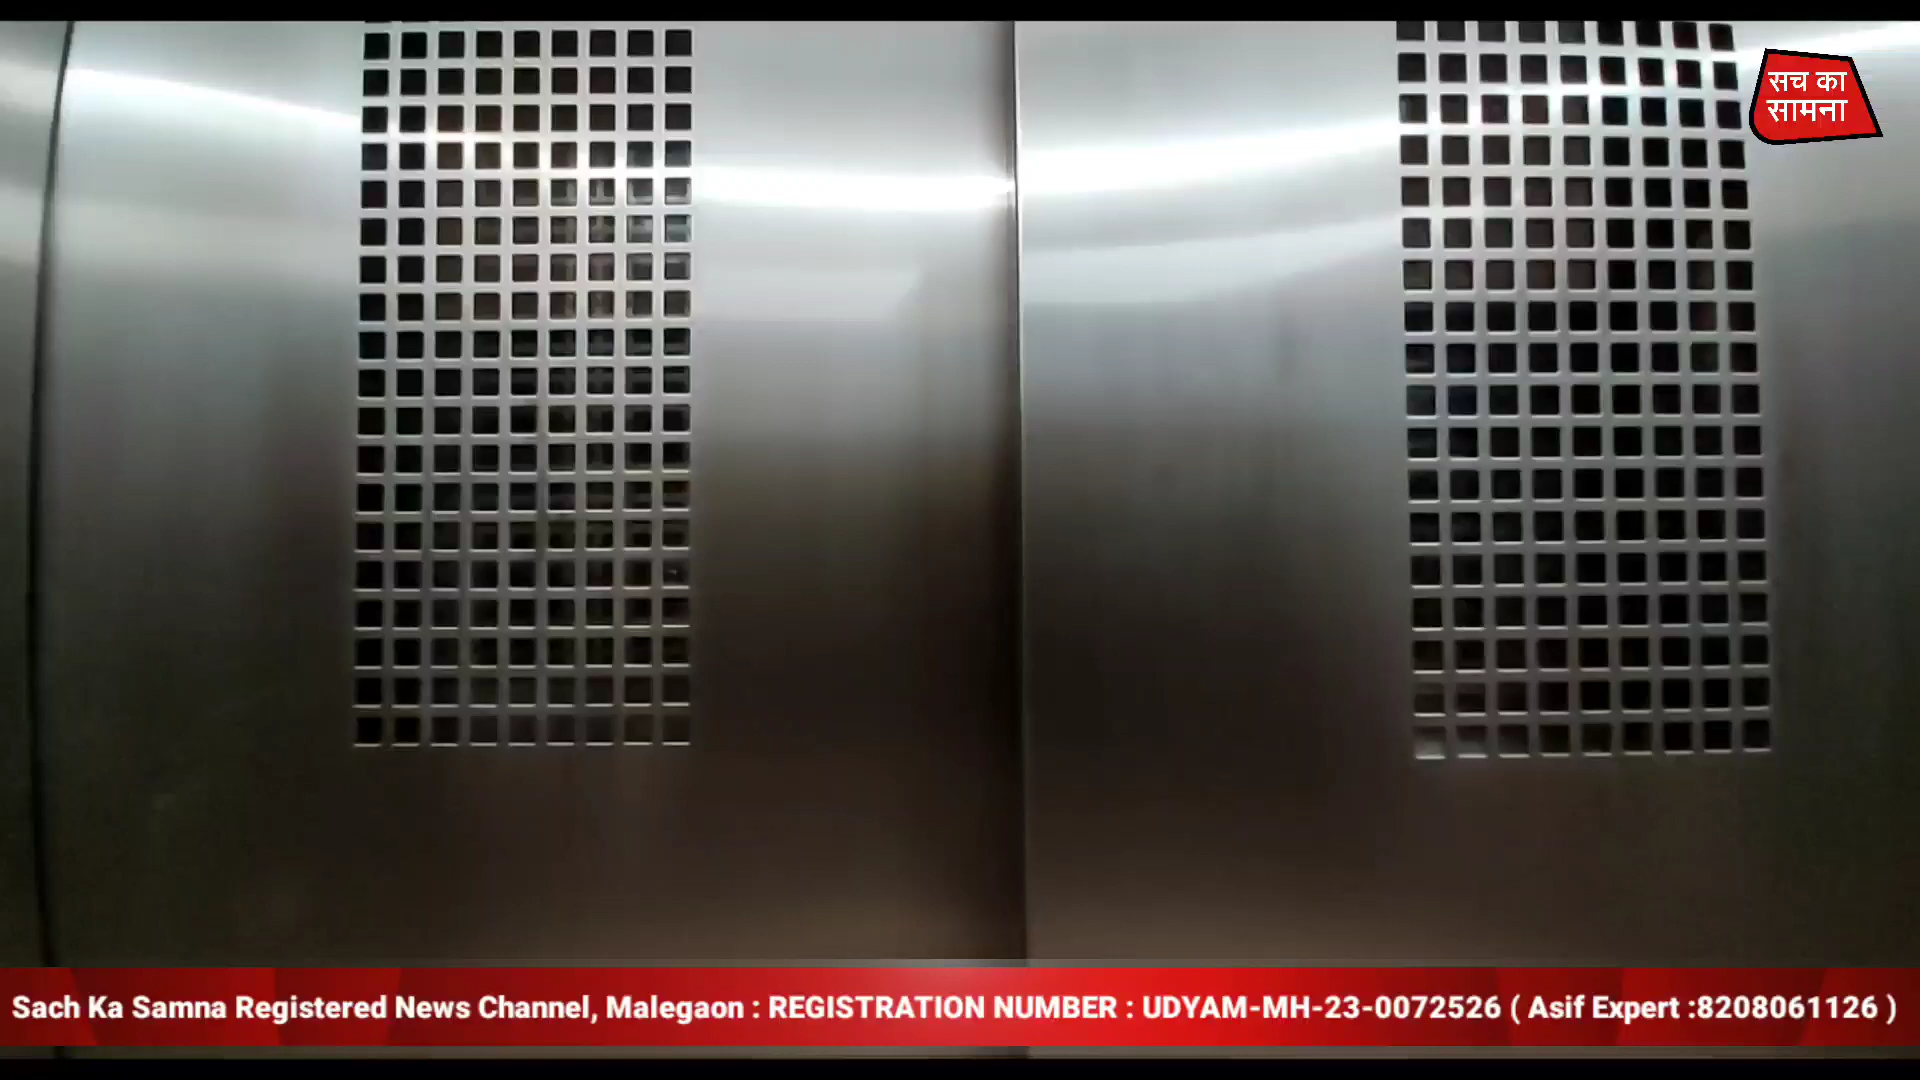 सच का
सामना
Sach Ka Samna Registered News Channel, Malegaon : REGISTRATION NUMBER : UDYAM-MH-23-0072526 ( Asif Expert :8208061126 )